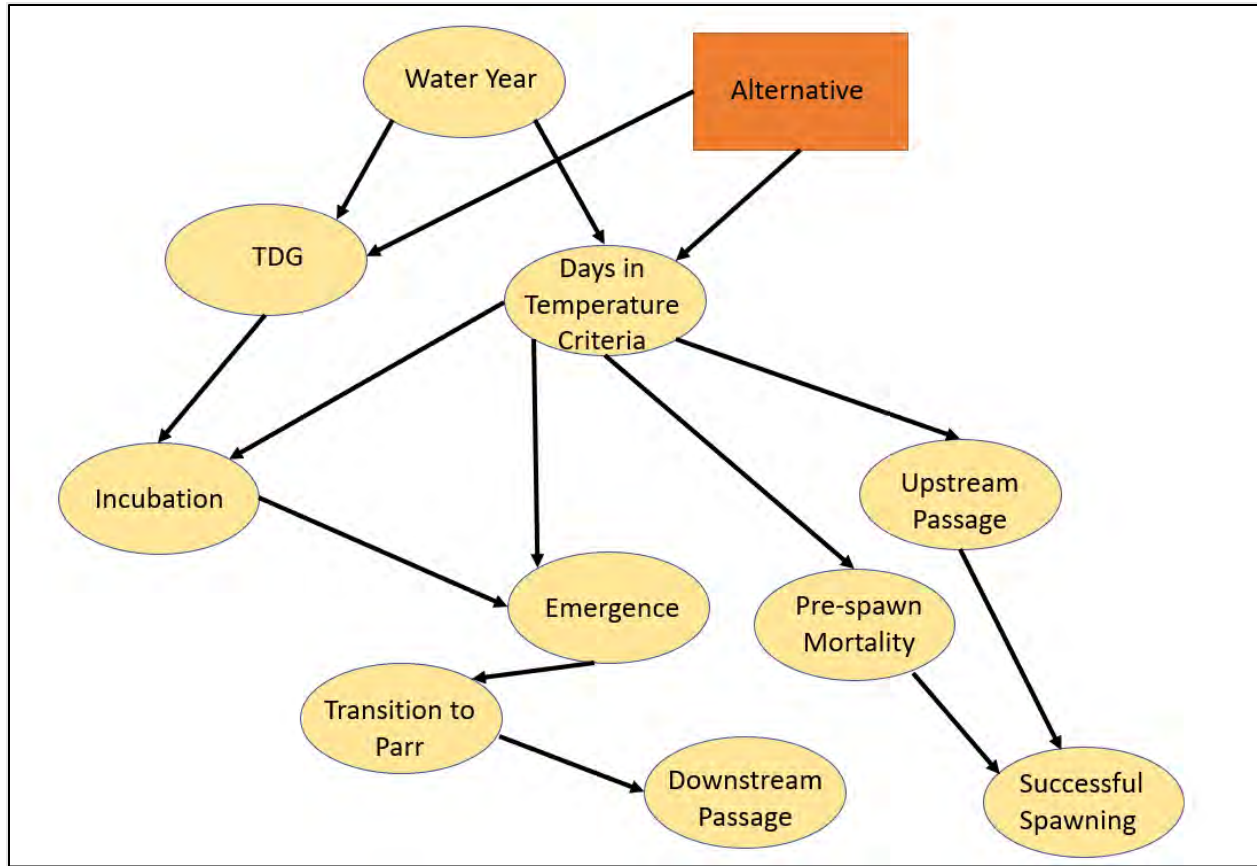 Water Year
Alternative
TDG
Days in
Temperature
Criteria
Incubation
Upstream
Passage
Emergence
Pre-spawn
Mortality
Transition to
Parr
Downstream
Passage
Successful
Spawning